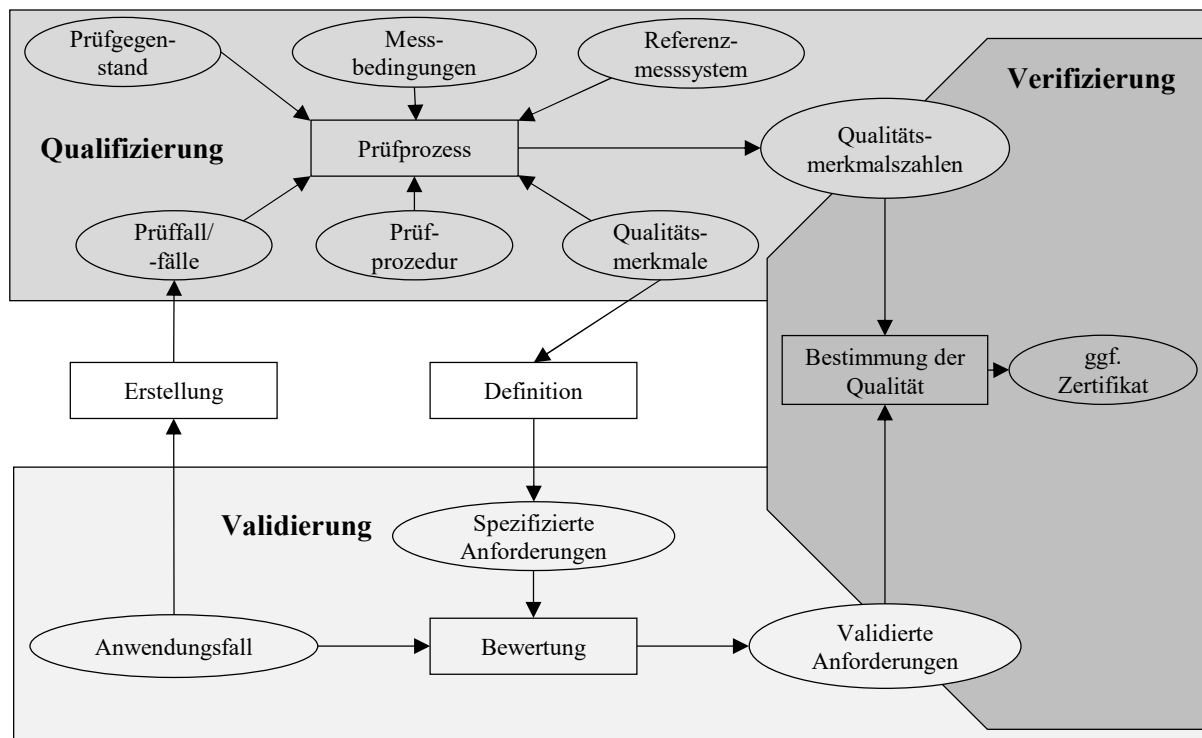 Prüfgegen-
stand
Mess-
bedingungen
Referenz-
messsystem
Verifizierung
Qualifizierung
Prüfprozess
Qualitäts-
merkmalszahlen
Prüffall/
-fälle
Prüf-
prozedur
Qualitäts-
merkmale
Erstellung
Definition
Bestimmung der
Qualität
ggf.
Zertifikat
Validierung
Spezifizierte
Anforderungen
Anwendungsfall
Bewertung
Validierte
Anforderungen